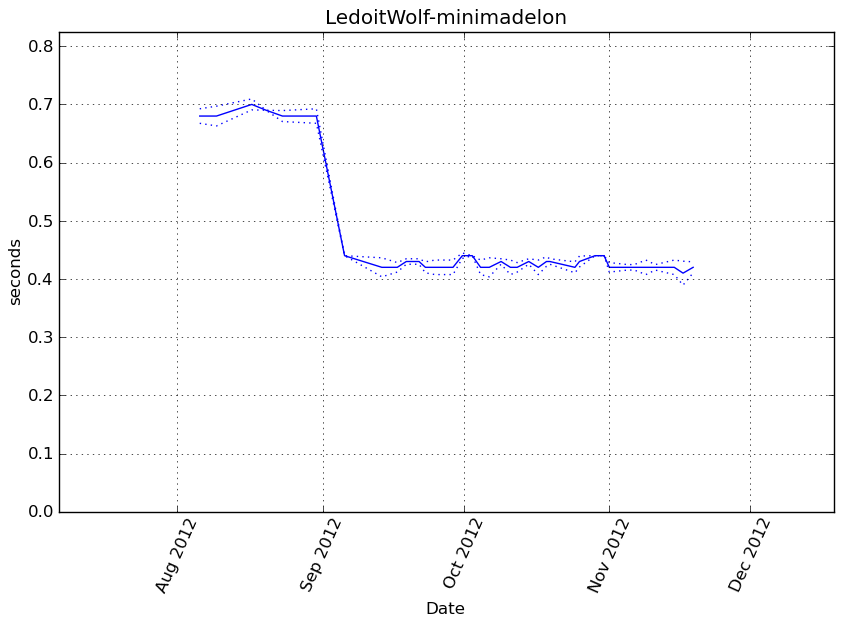 LedoitWolf-minimadelon
0.8
0.7
0.6
0.5
0.4
0.3
0.2
0.1
0.0
seconds
Aug 2012
Sep 2012
Oct 2012
Nov 2012
Dec 2012
Date